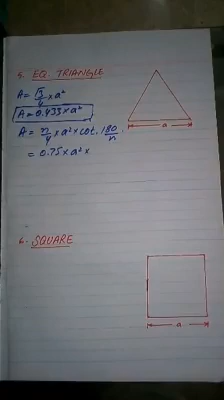 5. EQ. TRIANGLE
A = √3/4 × a²
A = 0.433 × a²
A = n/4 × a² × cot. 180/n
= 0.75 × a² ×
a
6. SQUARE
a